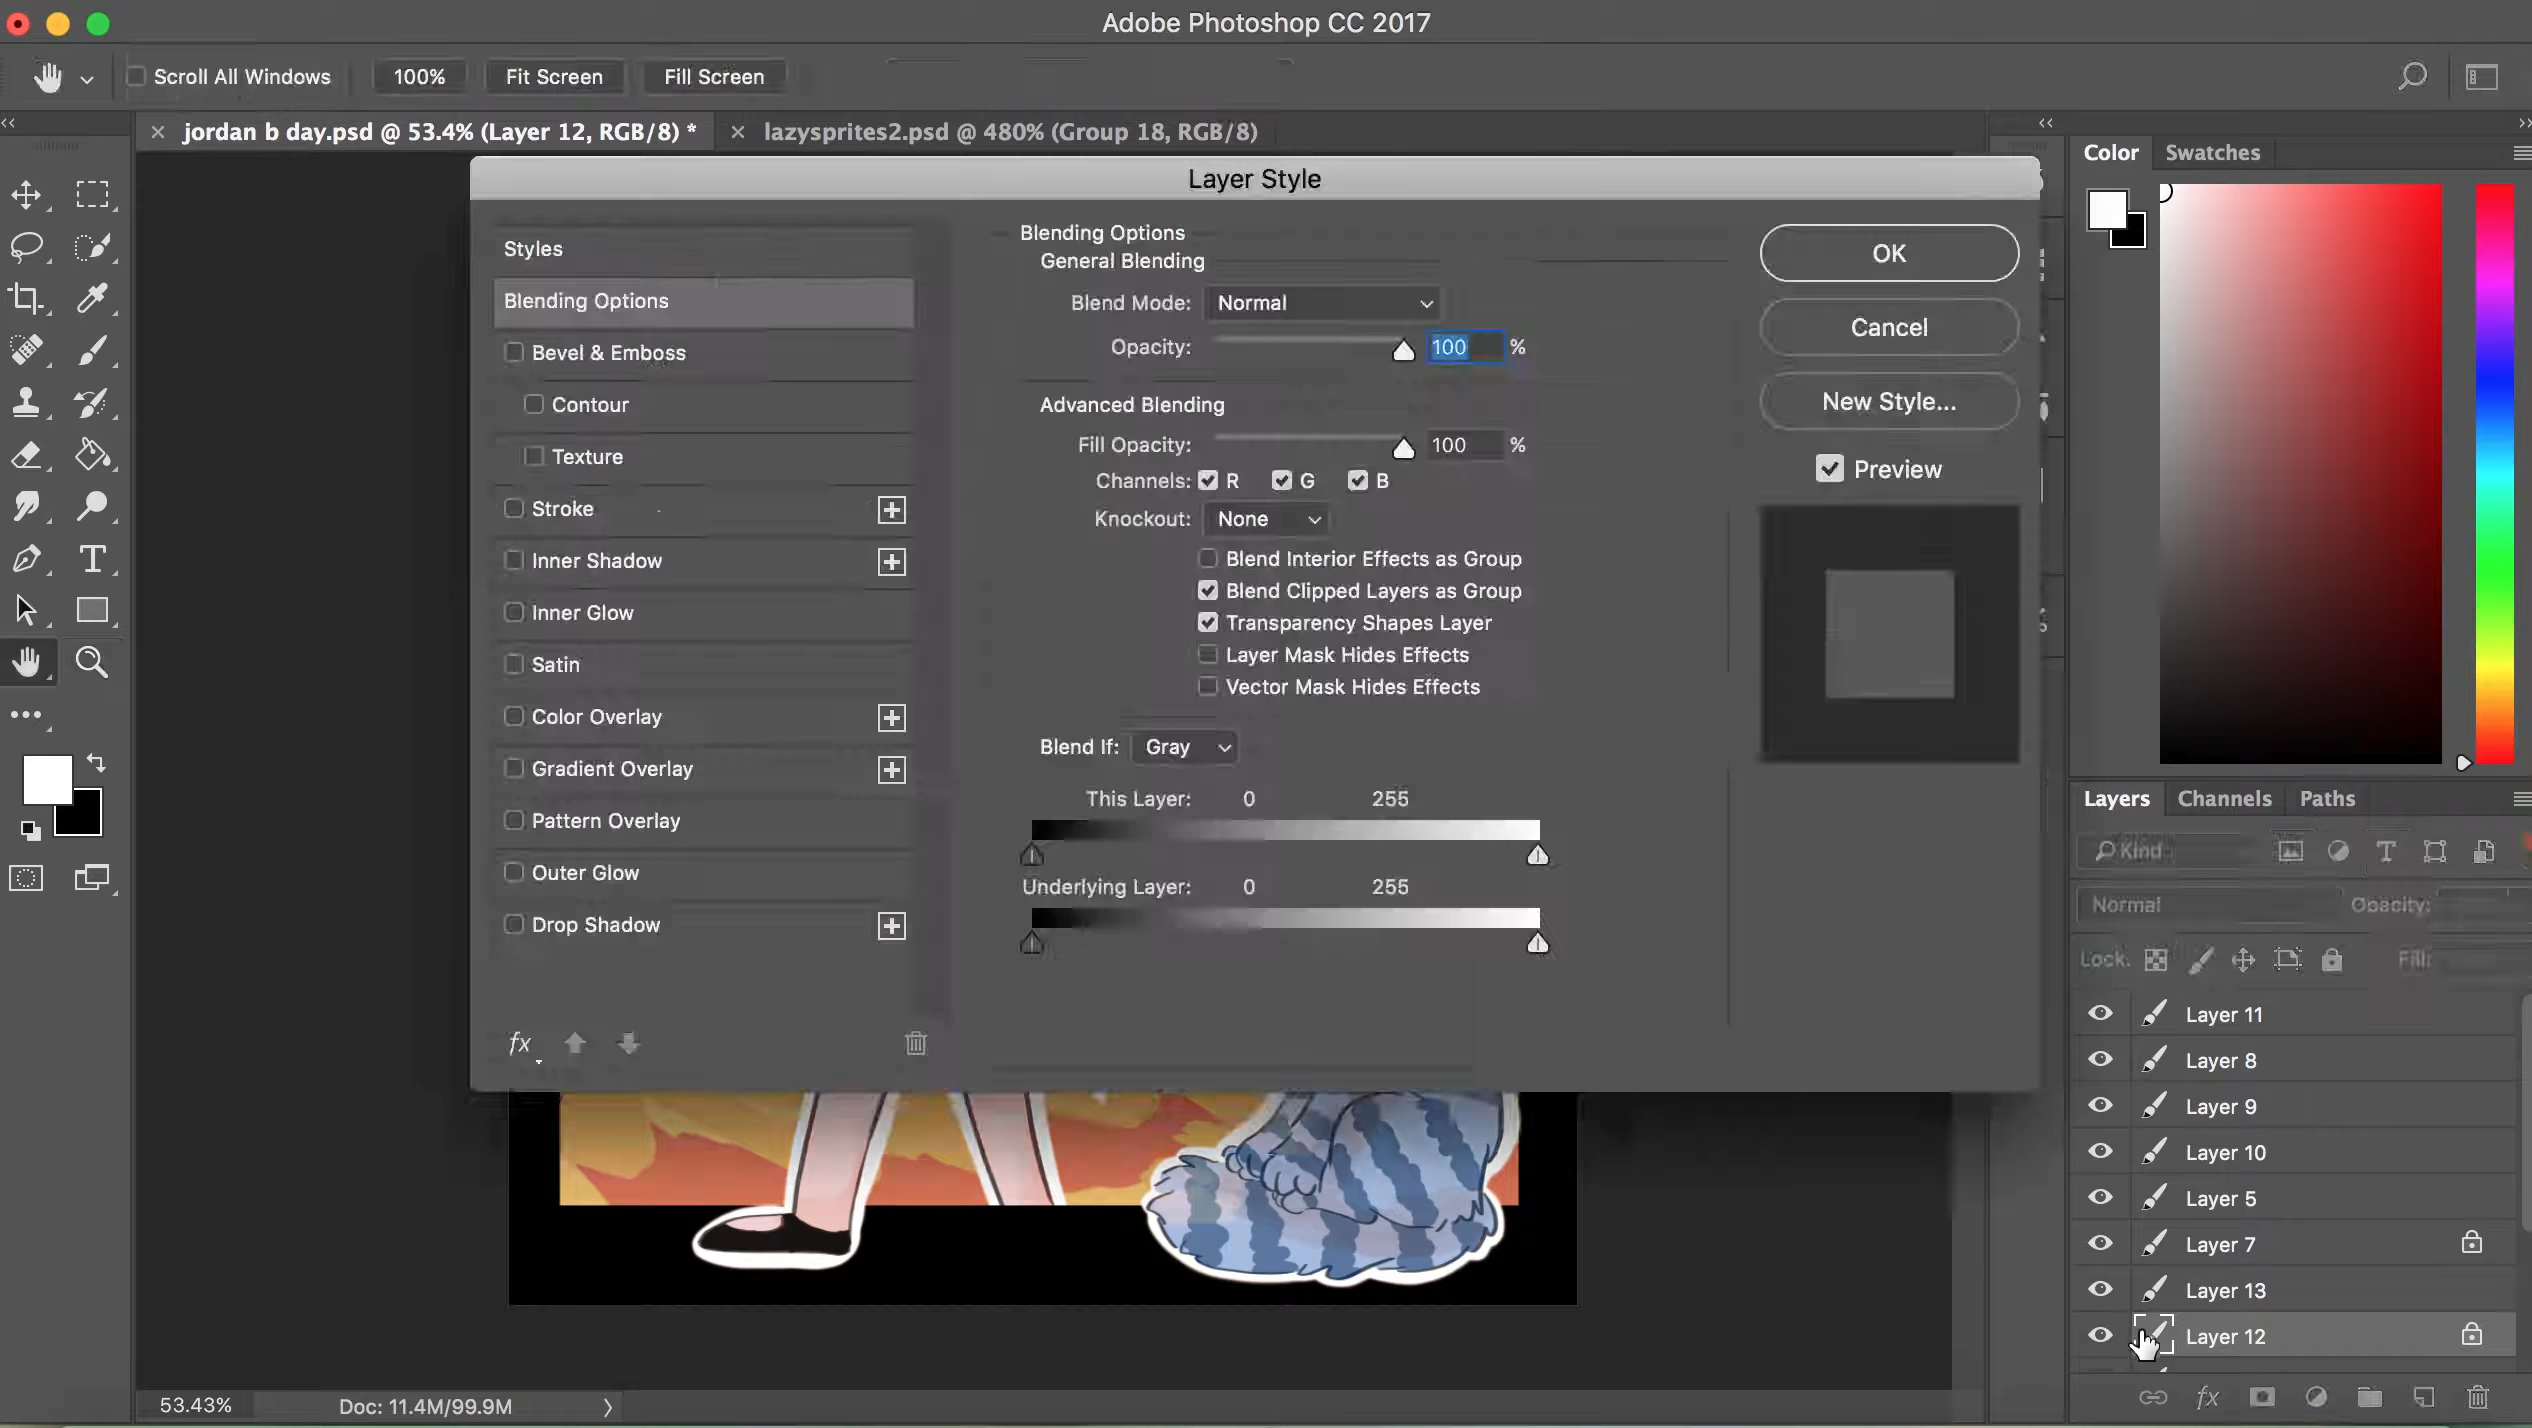 Adobe Photoshop CC 2017
Scroll All Windows
100%
Fit Screen
Fill Screen
jordan b day.psd @ 53.4% (Layer 12, RGB/8) *
lazysprites2.psd @ 480% (Group 18, RGB/8)
Layer Style
Styles
Blending Options
Bevel & Emboss
Contour
Texture
Stroke
Inner Shadow
Inner Glow
Satin
Color Overlay
Gradient Overlay
Pattern Overlay
Outer Glow
Drop Shadow
fx
Blending Options
General Blending
Blend Mode: Normal
Opacity: 100 %
Advanced Blending
Fill Opacity: 100 %
Channels: R G B
Knockout: None
Blend Interior Effects as Group
Blend Clipped Layers as Group
Transparency Shapes Layer
Layer Mask Hides Effects
Vector Mask Hides Effects
Blend If: Gray
This Layer: 0 255
Underlying Layer: 0 255
OK
Cancel
New Style...
Preview
Color
Swatches
Layers
Channels
Paths
Kind
Normal
Opacity:
Lock:
Fill:
Layer 11
Layer 8
Layer 9
Layer 10
Layer 5
Layer 7
Layer 13
Layer 12
fx
53.43%
Doc: 11.4M/99.9M